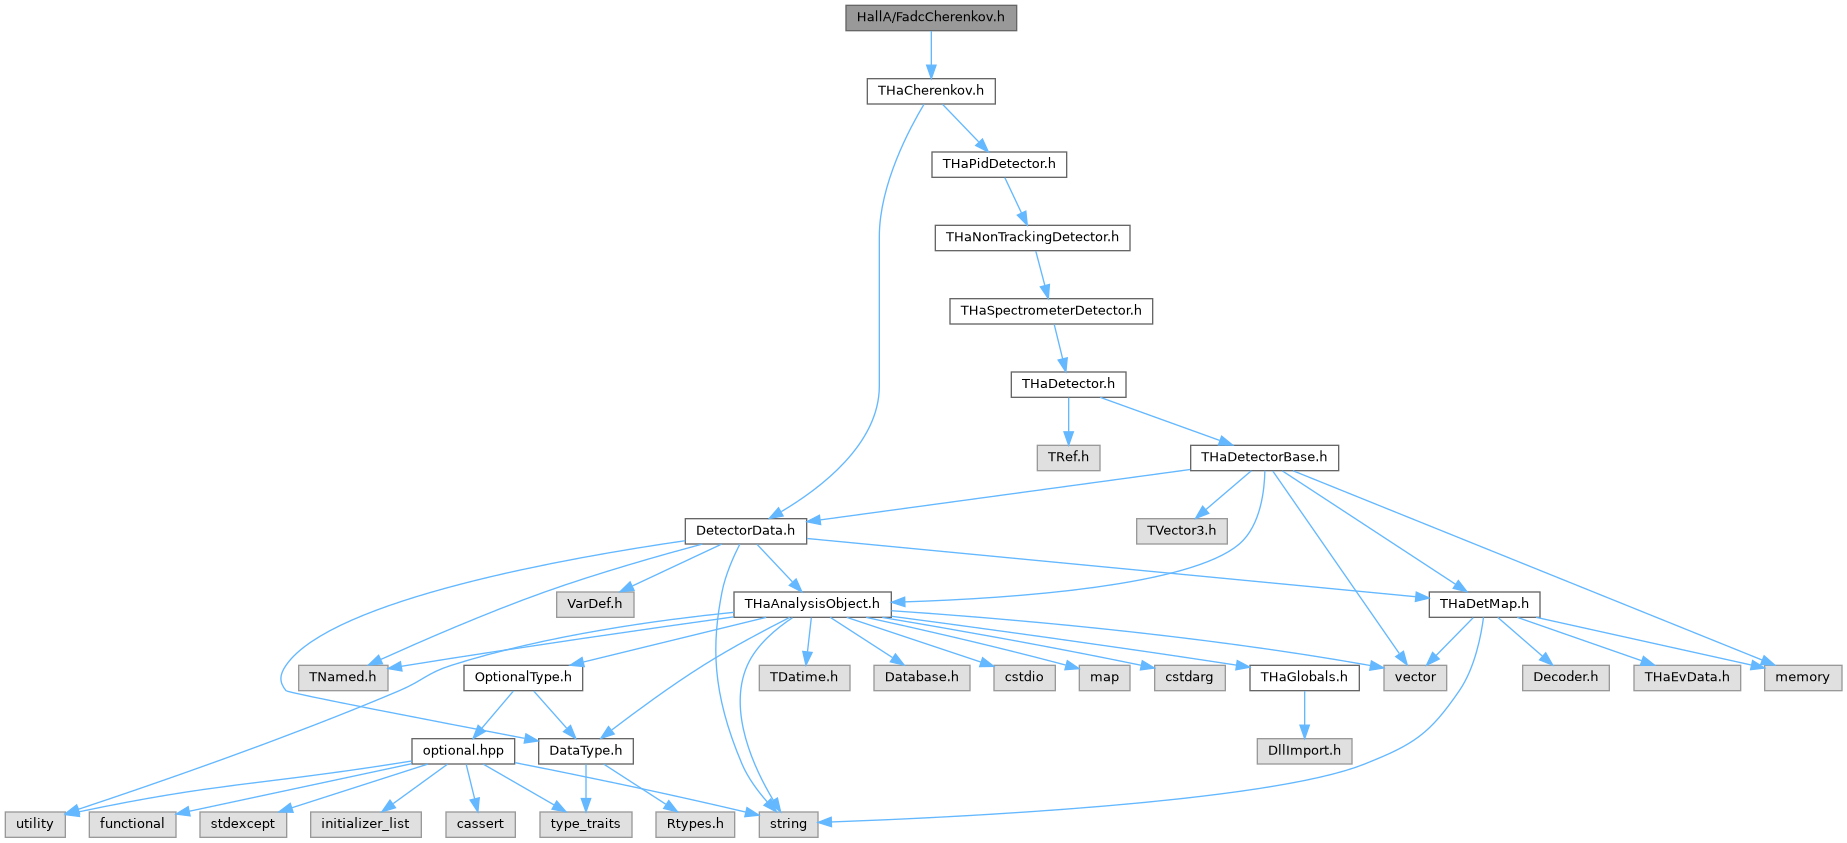 HallA/FadcCherenkov.h
THaCherenkov.h
THaPidDetector.h
THaNonTrackingDetector.h
THaSpectrometerDetector.h
THaDetector.h
TRef.h
THaDetectorBase.h
DetectorData.h
TVector3.h
VarDef.h
THaAnalysisObject.h
THaDetMap.h
TNamed.h
OptionalType.h
TDatime.h
Database.h
cstdio
map
cstdarg
THaGlobals.h
vector
Decoder.h
THaEvData.h
memory
optional.hpp
DataType.h
DllImport.h
utility
functional
stdexcept
initializer_list
cassert
type_traits
Rtypes.h
string